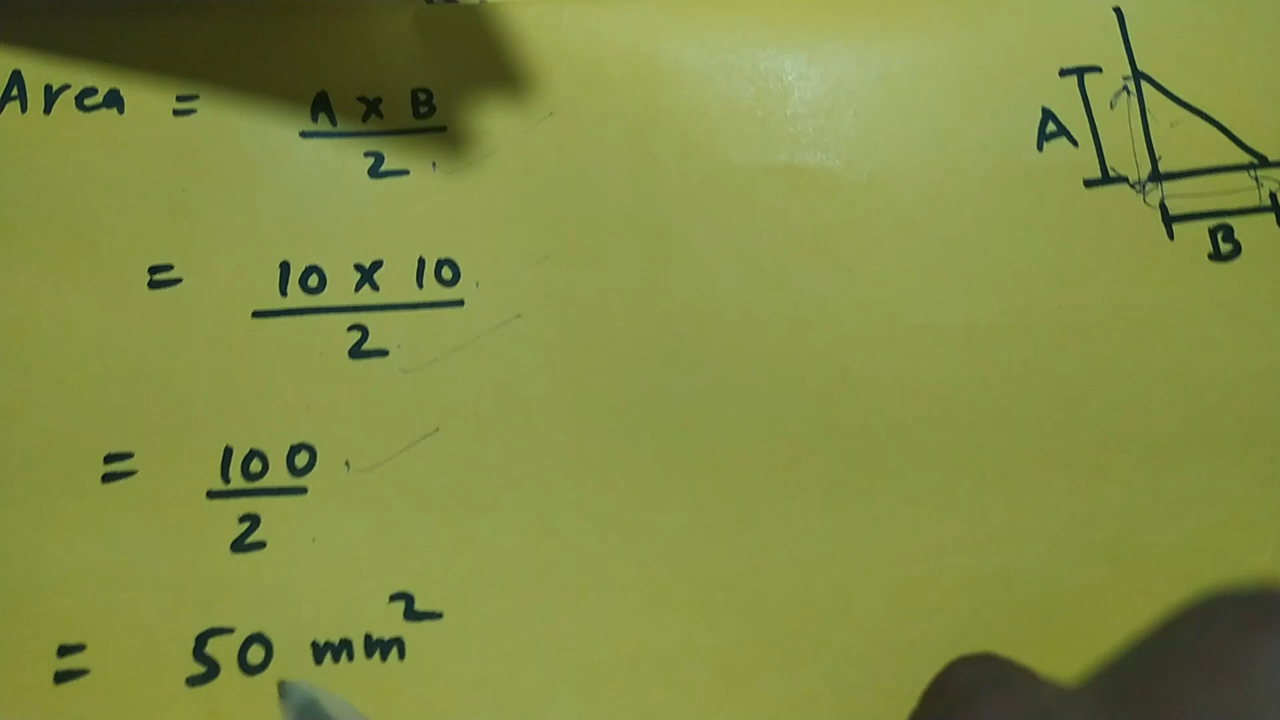 Area = A x B
2
= 10 x 10
2
= 100
2
= 50 mm²
A
B